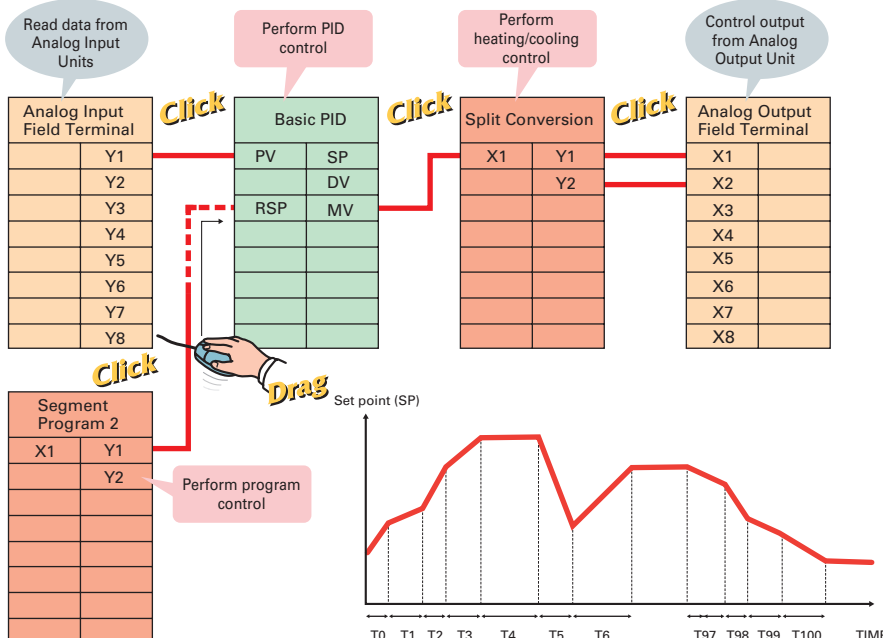 Read data from
Analog Input
Units
Perform PID
control
Perform
heating/cooling
control
Control output
from Analog
Output Unit
Click
Click
Click
Analog Input
Field Terminal
Y1
Y2
Y3
Y4
Y5
Y6
Y7
Y8
Basic PID
PV SP
DV
RSP MV
Split Conversion
X1 Y1
Y2
Analog Output
Field Terminal
X1
X2
X3
X4
X5
X6
X7
X8
Click
Drag
Segment
Program 2
X1 Y1
Y2
Perform program
control
Set point (SP)
T0 T1 T2 T3 T4 T5 T6 T97 T98 T99 T100 TIME